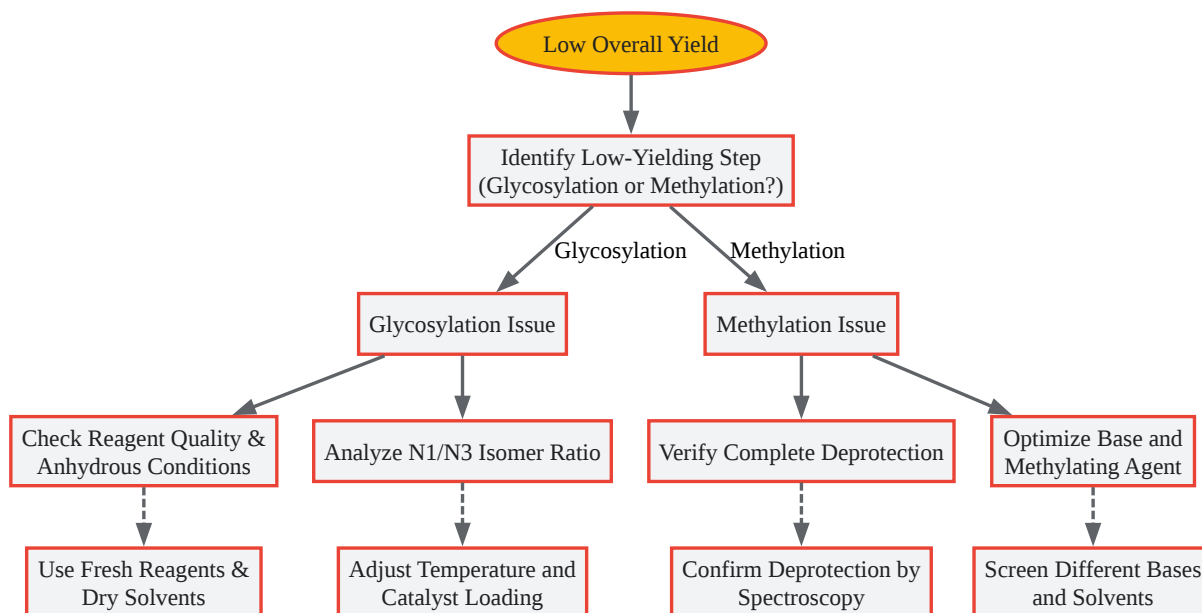 Low Overall Yield
Identify Low-Yielding Step
(Glycosylation or Methylation?)
Glycosylation
Methylation
Glycosylation Issue
Methylation Issue
Check Reagent Quality &
Anhydrous Conditions
Analyze N1/N3 Isomer Ratio
Verify Complete Deprotection
Optimize Base and
Methylating Agent
Use Fresh Reagents &
Dry Solvents
Adjust Temperature and
Catalyst Loading
Confirm Deprotection by
Spectroscopy
Screen Different Bases
and Solvents